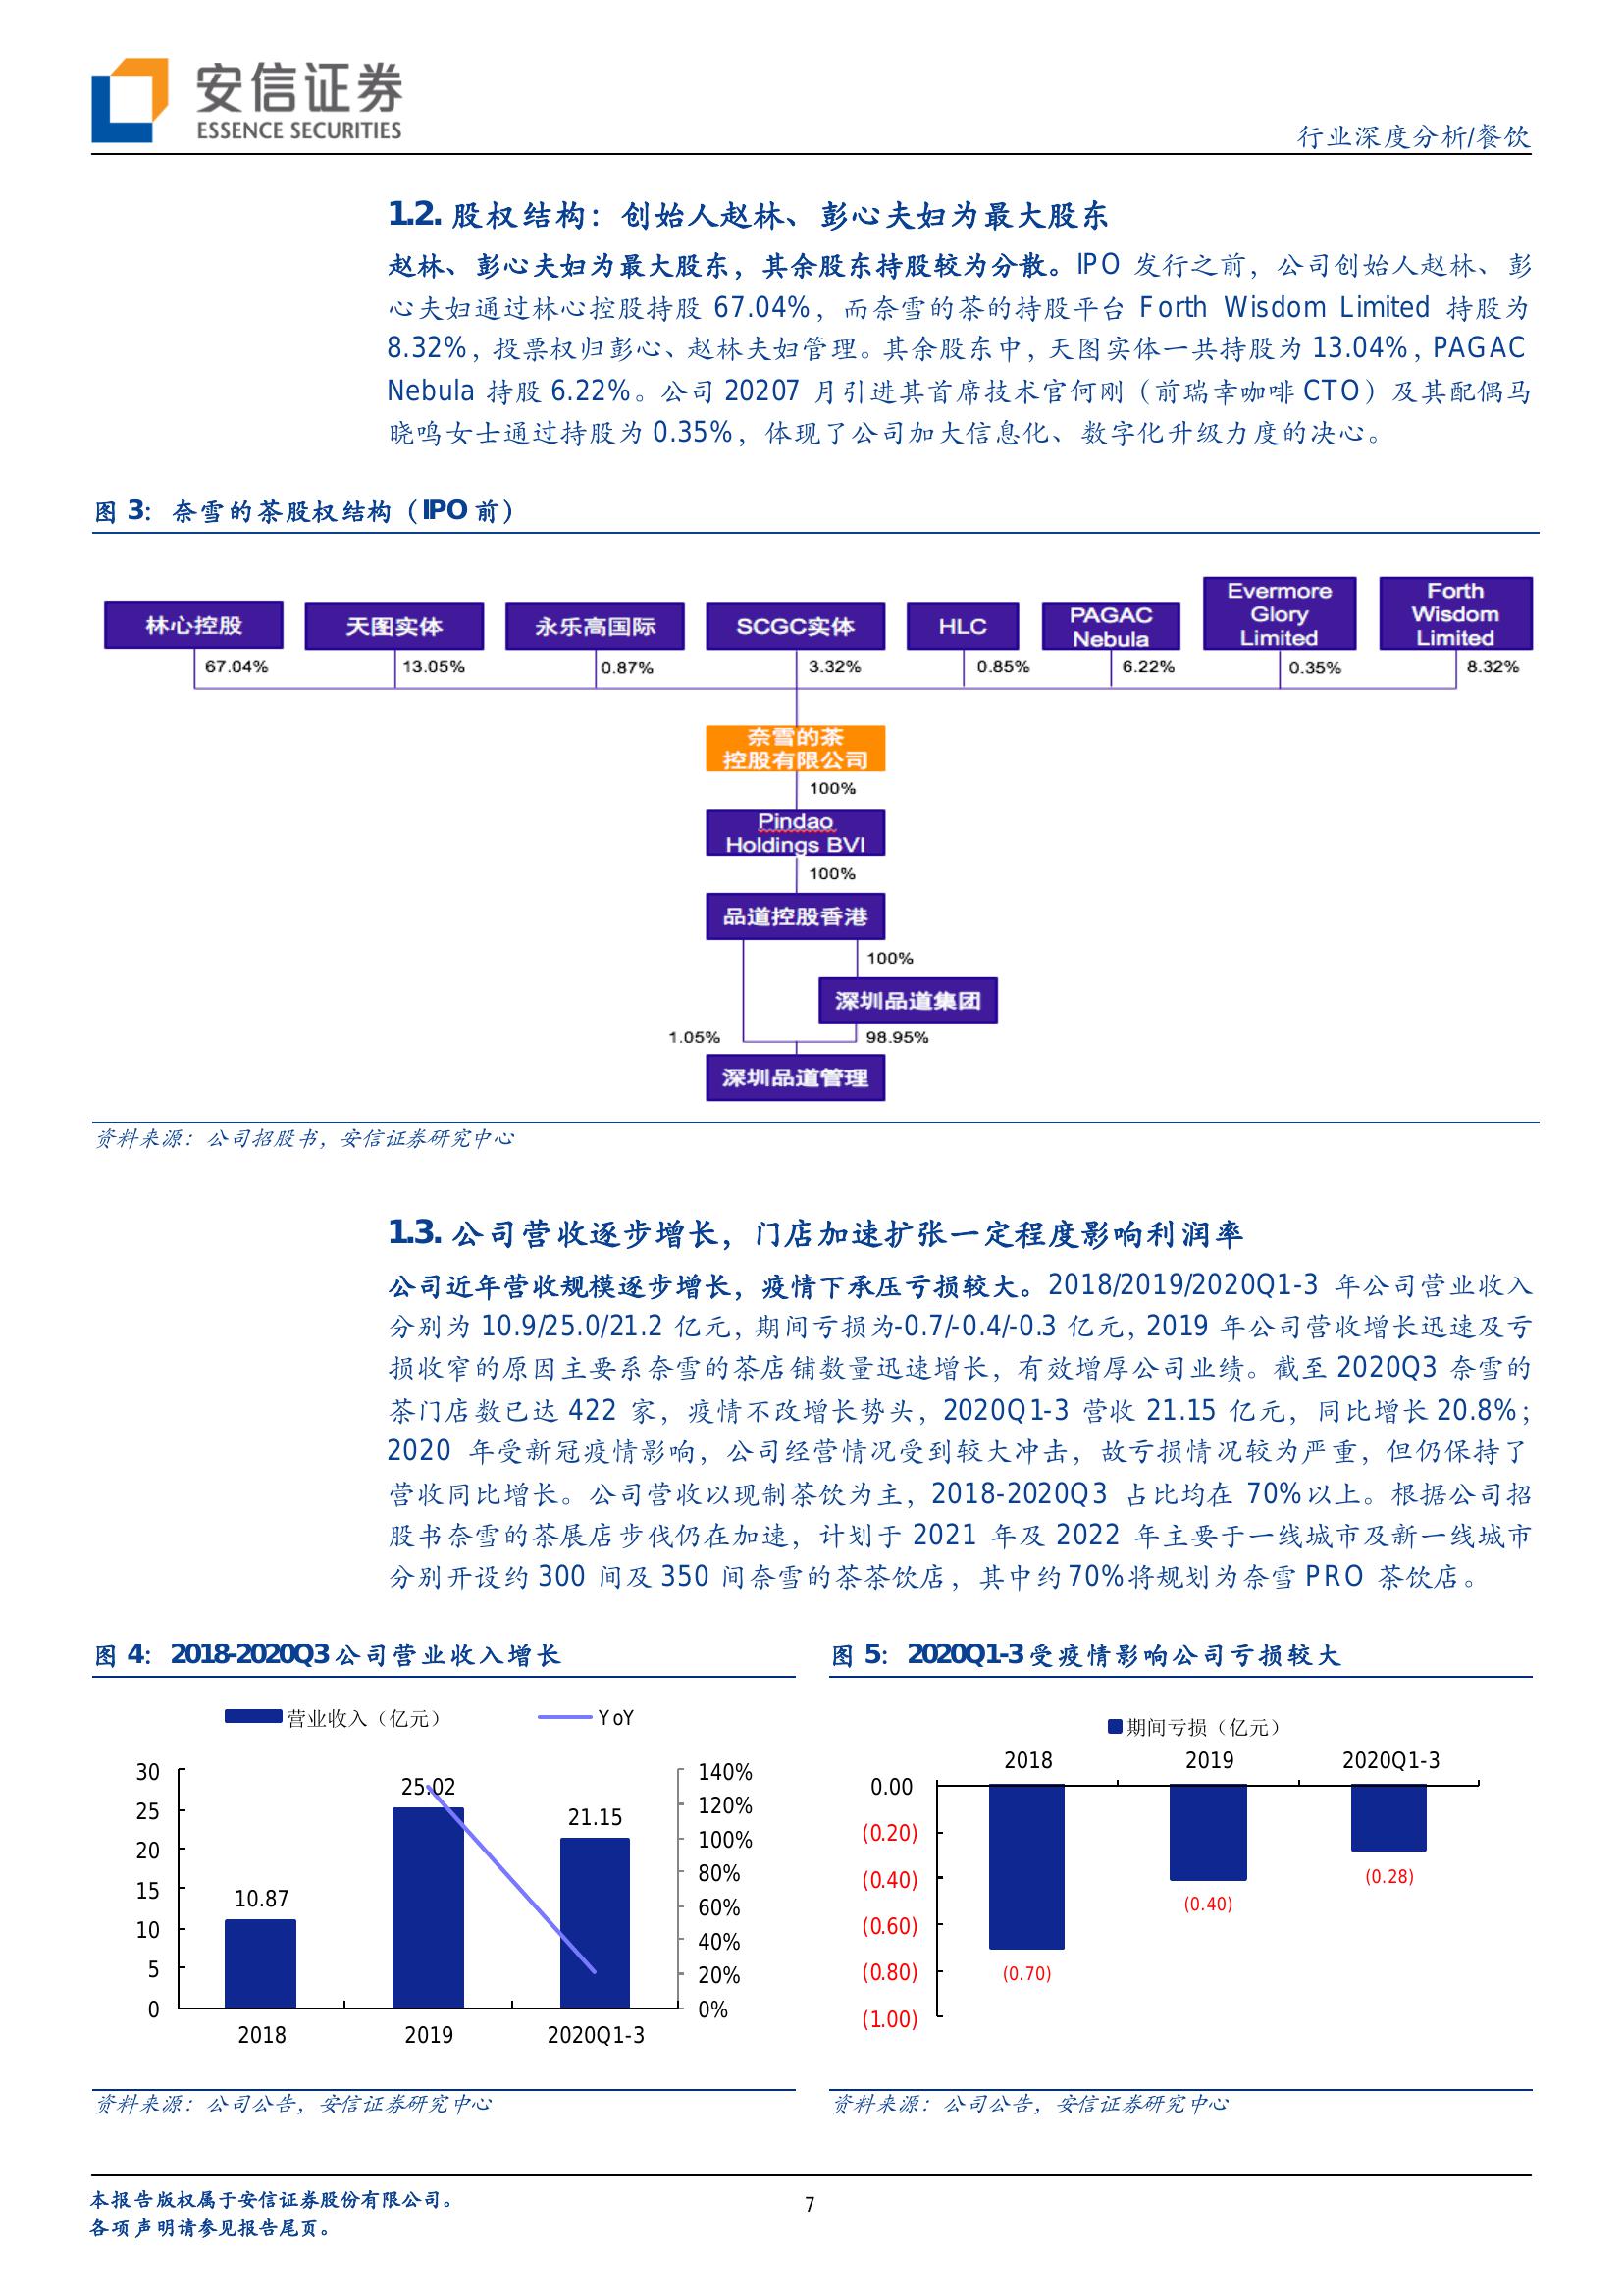 安信证券
ESSENCE SECURITIES
行业深度分析/餐饮
1.2. 股权结构：创始人赵林、彭心夫妇为最大股东
赵林、彭心夫妇为最大股东，其余股东持股较为分散。IPO 发行之前，公司创始人赵林、彭
心夫妇通过林心控股持股 67.04%，而奈雪的茶的持股平台 Forth Wisdom Limited 持股为
8.32%，投票权归彭心、赵林夫妇管理。其余股东中，天图实体一共持股为 13.04%，PAGAC
Nebula 持股 6.22%。公司 20207 月引进其首席技术官何刚（前瑞幸咖啡 CTO）及其配偶马
晓鸣女士通过持股为 0.35%，体现了公司加大信息化、数字化升级力度的决心。
图 3：奈雪的茶股权结构（IPO 前）
林心控股
天图实体
永乐高国际
SCGC实体
HLC
PAGAC
Nebula
Evermore
Glory
Limited
Forth
Wisdom
Limited
67.04%
13.05%
0.87%
3.32%
0.85%
6.22%
0.35%
8.32%
奈雪的茶
控股有限公司
100%
Pindao
Holdings BVI
100%
品道控股香港
100%
深圳品道集团
1.05%
98.95%
深圳品道管理
资料来源：公司招股书，安信证券研究中心
1.3. 公司营收逐步增长，门店加速扩张一定程度影响利润率
公司近年营收规模逐步增长，疫情下承压亏损较大。2018/2019/2020Q1-3 年公司营业收入
分别为 10.9/25.0/21.2 亿元，期间亏损为-0.7/-0.4/-0.3 亿元，2019 年公司营收增长迅速及亏
损收窄的原因主要系奈雪的茶店铺数量迅速增长，有效增厚公司业绩。截至 2020Q3 奈雪的
茶门店数已达 422 家，疫情不改增长势头，2020Q1-3 营收 21.15 亿元，同比增长 20.8%；
2020 年受新冠疫情影响，公司经营情况受到较大冲击，故亏损情况较为严重，但仍保持了
营收同比增长。公司营收以现制茶饮为主，2018-2020Q3 占比均在 70%以上。根据公司招
股书奈雪的茶展店步伐仍在加速，计划于 2021 年及 2022 年主要于一线城市及新一线城市
分别开设约 300 间及 350 间奈雪的茶茶饮店，其中约 70%将规划为奈雪 PRO 茶饮店。
图 4：2018-2020Q3 公司营业收入增长
营业收入（亿元）
YoY
30
25
20
15
10
5
0
10.87
25.02
21.15
140%
120%
100%
80%
60%
40%
20%
0%
2018
2019
2020Q1-3
资料来源：公司公告，安信证券研究中心
图 5：2020Q1-3 受疫情影响公司亏损较大
期间亏损（亿元）
2018
2019
2020Q1-3
0.00
(0.20)
(0.40)
(0.60)
(0.80)
(1.00)
(0.70)
(0.40)
(0.28)
资料来源：公司公告，安信证券研究中心
本报告版权属于安信证券股份有限公司。
各项声明请参见报告尾页。
7